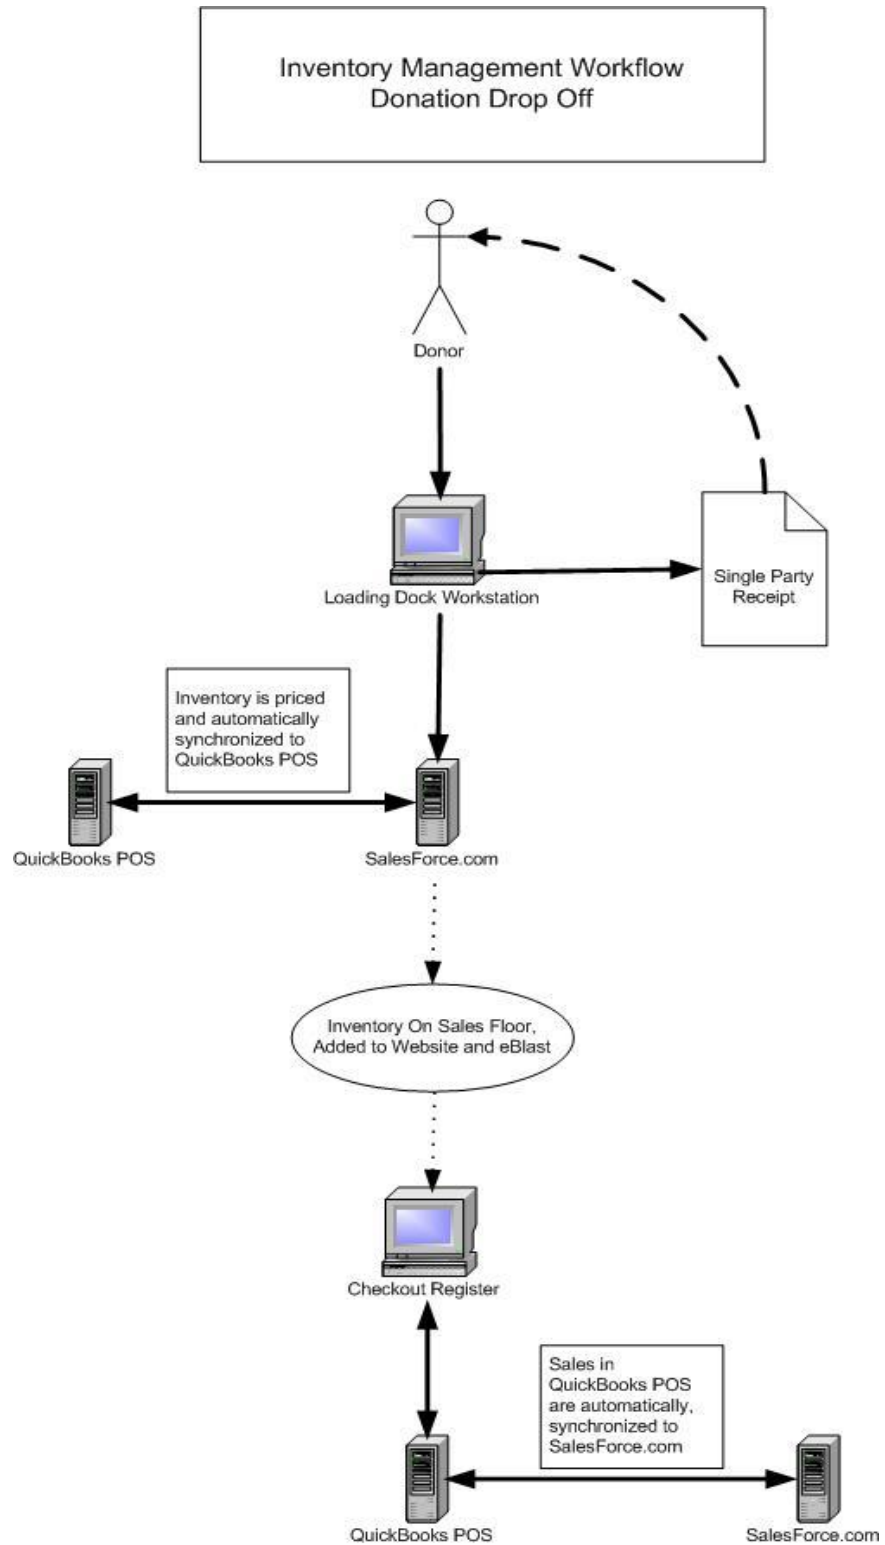 Inventory Management Workflow
Donation Drop Off
Donor
Single Party
Receipt
Loading Dock Workstation
Inventory is priced
and automatically
synchronized to
QuickBooks POS
QuickBooks POS
SalesForce.com
Inventory On Sales Floor,
Added to Website and eBlast
Checkout Register
Sales in
QuickBooks POS
are automatically,
synchronized to
SalesForce.com
QuickBooks POS
SalesForce.com